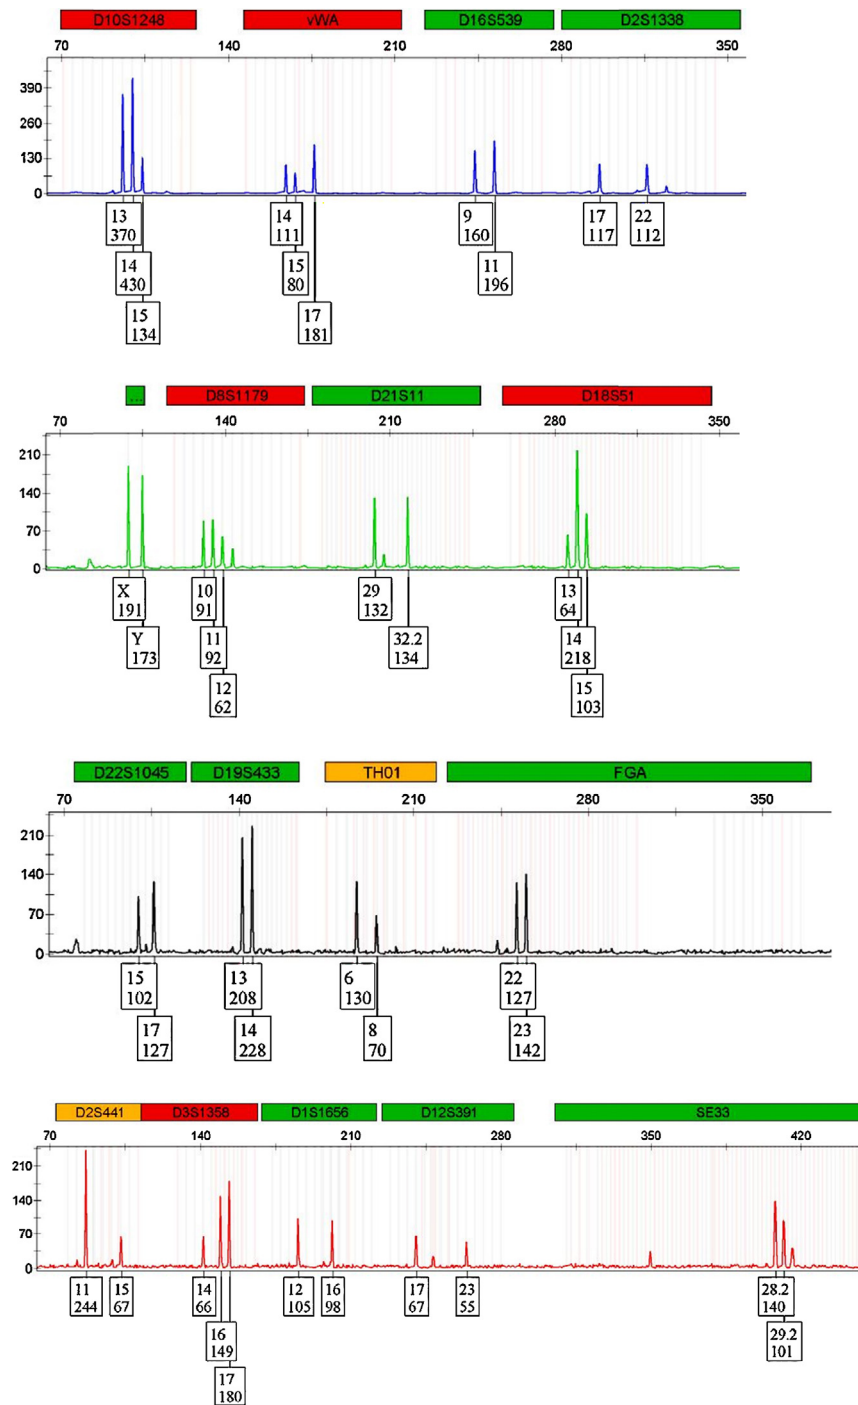 D10S1248 vWA D16S539 D2S1338
70 140 210 280 350
390
260
130
0
13 14 9 17 22
370 111 160 117 112
14 15 11
430 80 196
15 17
134 181
... D8S1179 D21S11 D18S51
70 140 210 280 350
210
140
70
0
X 10 29 13
191 91 132 64
Y 11 32.2 14
173 92 134 218
12 15
62 103
D22S1045 D19S433 TH01 FGA
70 140 210 280 350
210
140
70
0
15 13 6 22
102 208 130 127
17 14 8 23
127 228 70 142
D2S441 D3S1358 D1S1656 D12S391 SE33
70 140 210 280 350 420
210
140
70
0
11 15 14 12 16 17 23 28.2
244 67 66 105 98 67 55 140
16 29.2
149 101
17
180